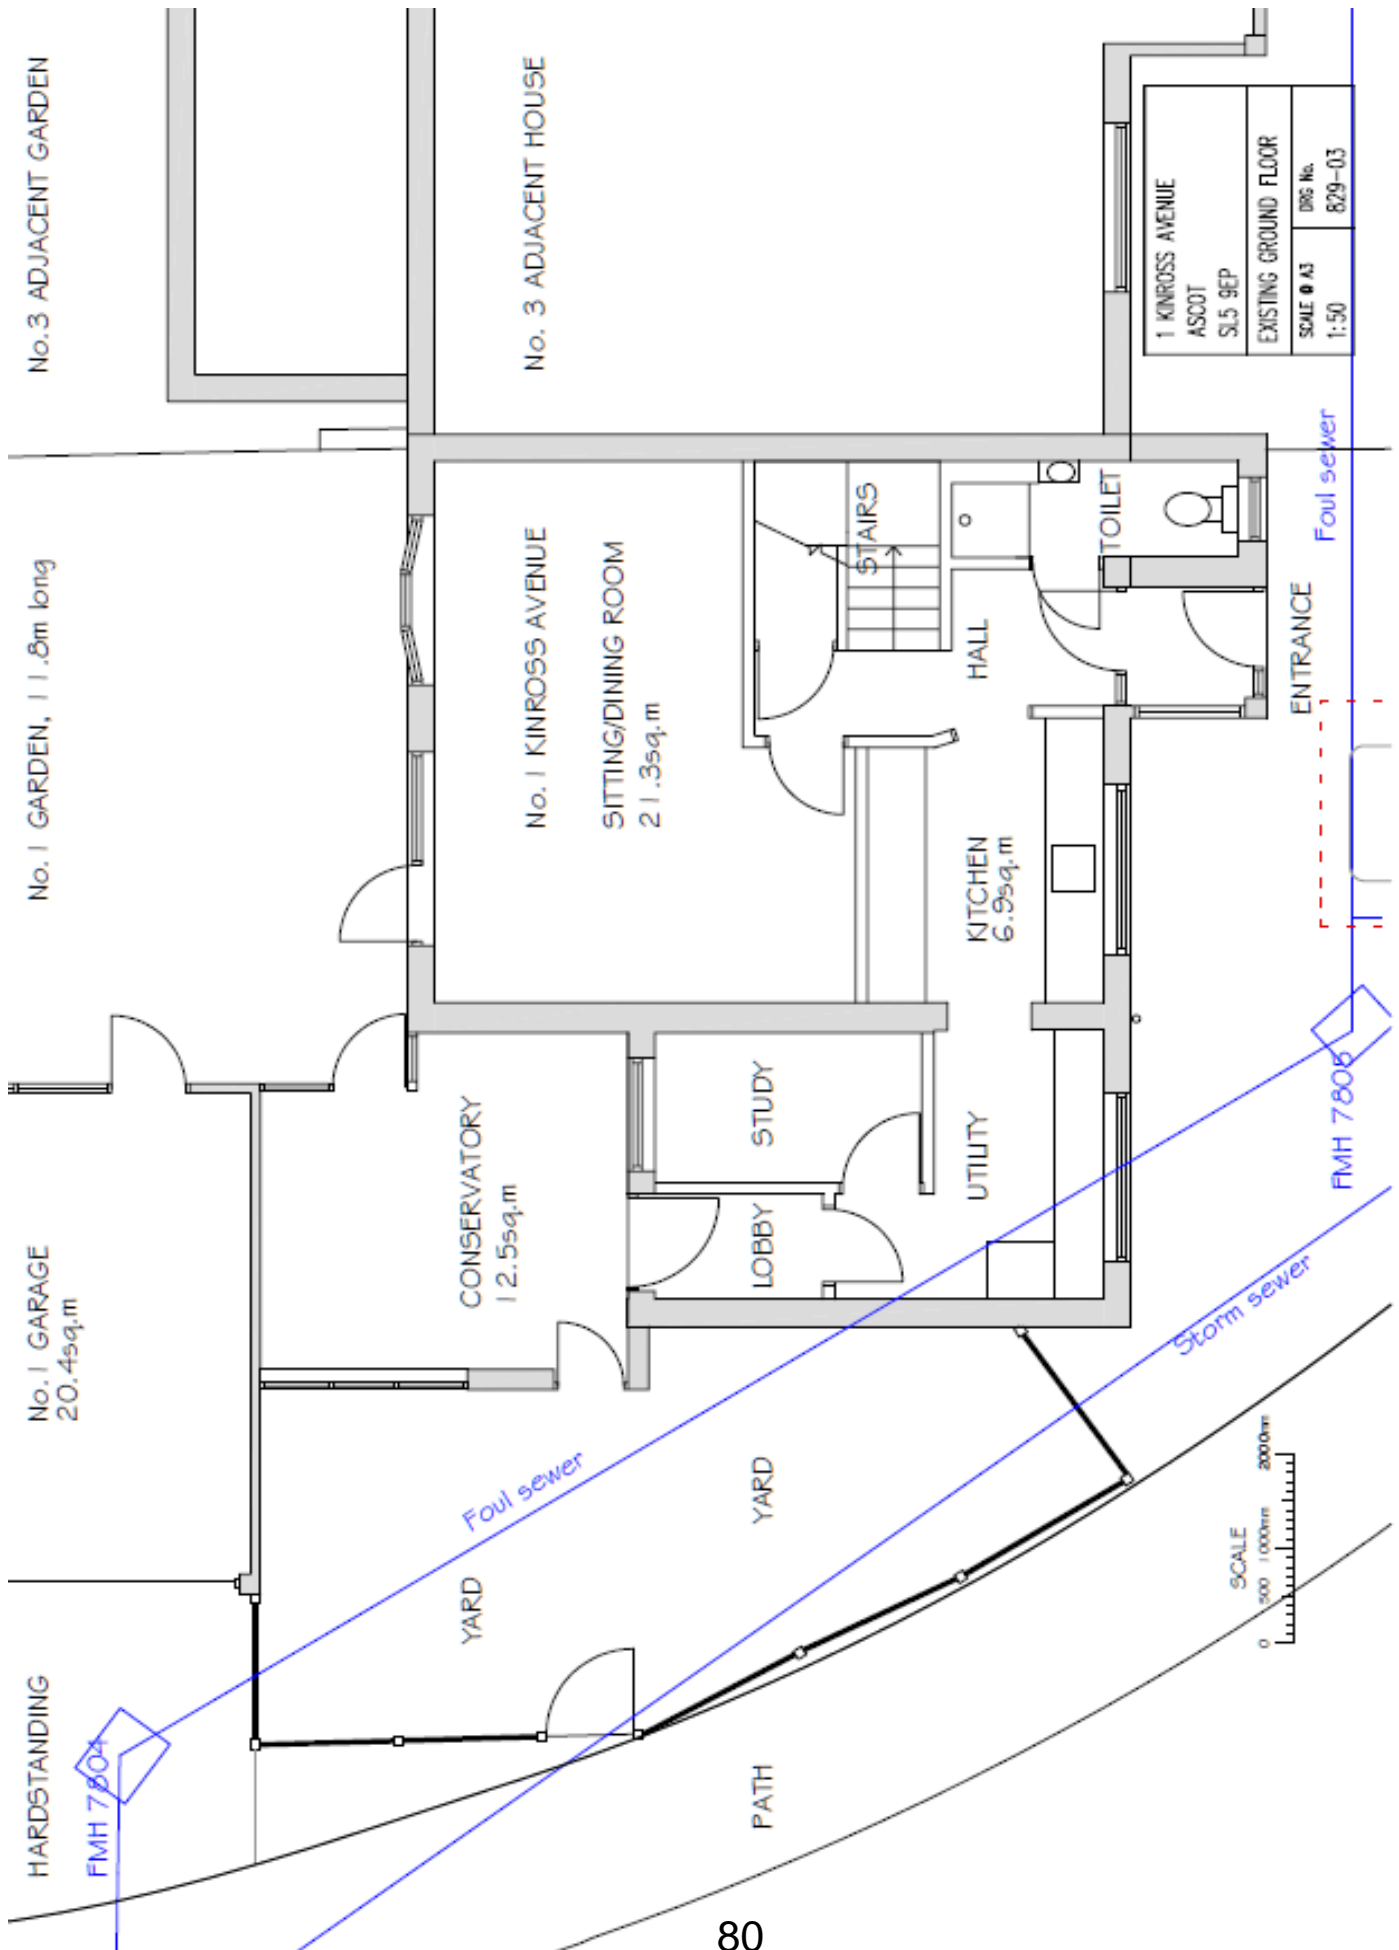 No.3 ADJACENT GARDEN
No. 3 ADJACENT HOUSE
1 KINROSS AVENUE
ASCOT
SL5 9EP
EXISTING GROUND FLOOR
SCALE @ A3
1:50
DRG No.
829-03
No.1 GARDEN, 11.8m long
No.1 KINROSS AVENUE
SITTING/DINING ROOM
21.3sq.m
STAIRS
TOILET
HALL
ENTRANCE
Foul sewer
KITCHEN
6.9sq.m
No.1 GARAGE
20.4sq.m
CONSERVATORY
12.5sq.m
STUDY
LOBBY
UTILITY
FMH 7805
Storm sewer
Foul sewer
YARD
YARD
HARDSTANDING
FMH 7804
PATH
SCALE
0 500 1000mm 2000mm
80